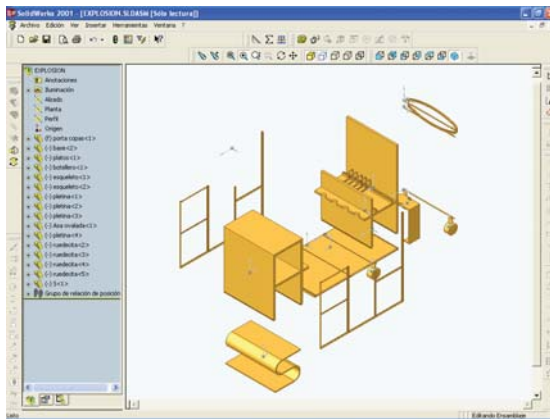 SolidWorks 2001 - [EXPLOSION.SLDASM [Sólo lectura]]
Archivo Edición Ver Insertar Herramientas Ventana ?
EXPLOSION
Anotaciones
Iluminación
Alzado
Planta
Perfil
Origen
(f) porta copas<1>
(-) base<2>
(-) platos<1>
(-) botellero<1>
(-) esqueleto<1>
(-) esqueleto<2>
(-) pletina<1>
(-) pletina<2>
(-) pletina<3>
(-) Asa ovalada<1>
(-) pletina<4>
(-) ruedecita<2>
(-) ruedecita<3>
(-) ruedecita<4>
(-) ruedecita<5>
(-) 3<1>
Grupo de relación de posición
Listo
Editando Ensamblaje